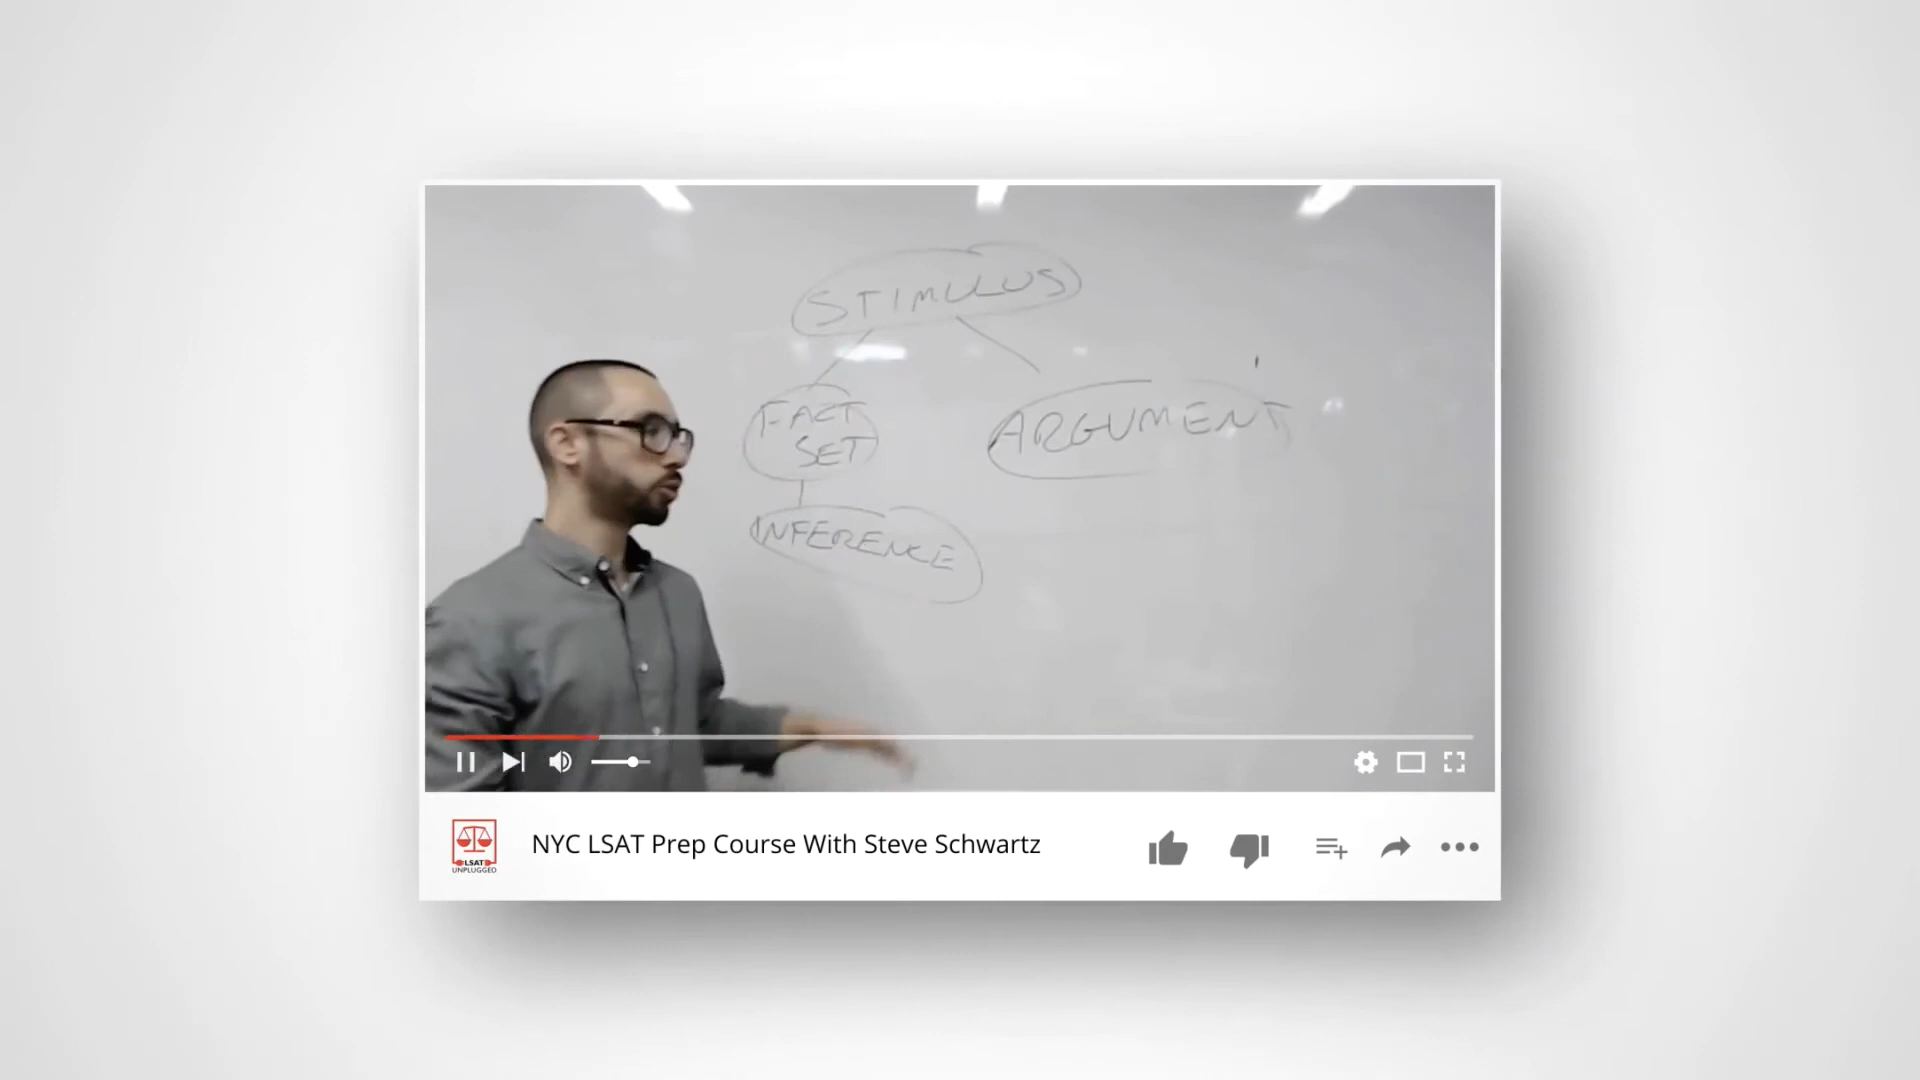 STIMULUS
FACT
SET
ARGUMENT
INFERENCE
NYC LSAT Prep Course With Steve Schwartz
LSAT
UNPLUGGED